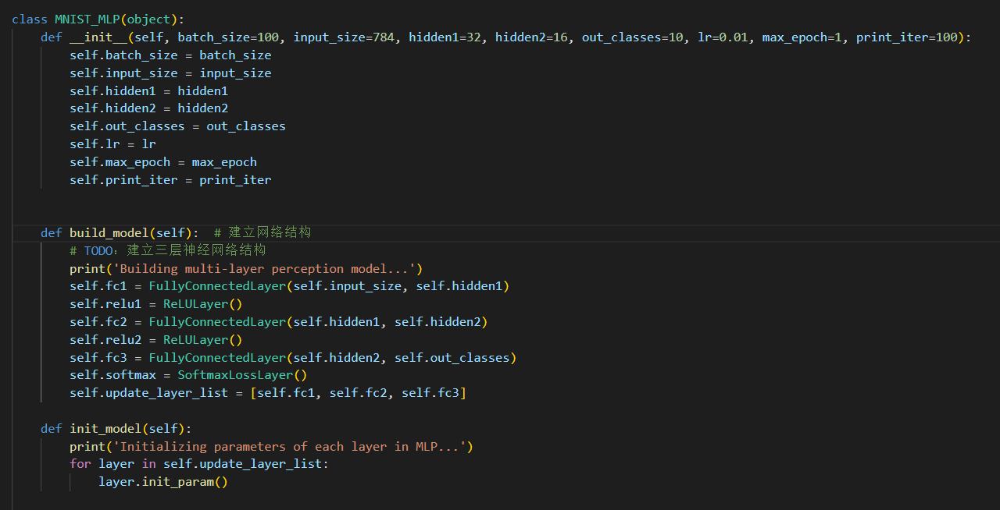 class MNIST_MLP(object):
    def __init__(self, batch_size=100, input_size=784, hidden1=32, hidden2=16, out_classes=10, lr=0.01, max_epoch=1, print_iter=100):
        self.batch_size = batch_size
        self.input_size = input_size
        self.hidden1 = hidden1
        self.hidden2 = hidden2
        self.out_classes = out_classes
        self.lr = lr
        self.max_epoch = max_epoch
        self.print_iter = print_iter
    def build_model(self):  # 建立网络结构
        # TODO：建立三层神经网络结构
        print('Building multi-layer perception model...')
        self.fc1 = FullyConnectedLayer(self.input_size, self.hidden1)
        self.relu1 = ReLULayer()
        self.fc2 = FullyConnectedLayer(self.hidden1, self.hidden2)
        self.relu2 = ReLULayer()
        self.fc3 = FullyConnectedLayer(self.hidden2, self.out_classes)
        self.softmax = SoftmaxLossLayer()
        self.update_layer_list = [self.fc1, self.fc2, self.fc3]
    def init_model(self):
        print('Initializing parameters of each layer in MLP...')
        for layer in self.update_layer_list:
            layer.init_param()